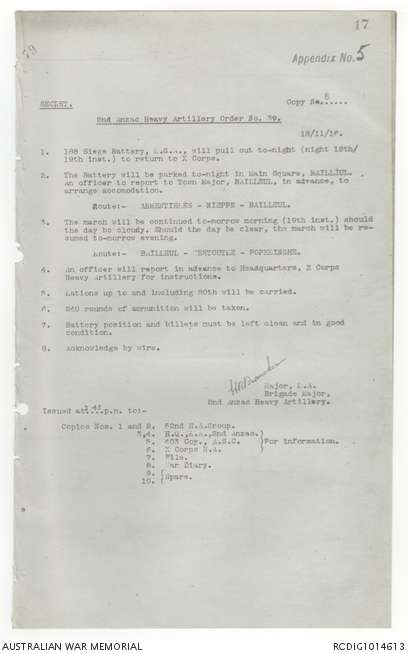 17
79
Appendix No. 5
SECRET.
Copy No. 8......
2nd Anzac Heavy Artillery Order No. 39.
18/11/16.
1. 188 Siege Battery, R.G.A., will pull out to-night (night 18th/
19th inst.) to return to X Corps.
2. The Battery will be parked to-night in Main Square, BAILLEUL.
An officer to report to Town Major, BAILLEUL, in advance, to
arrange accomodation.
Route:- ARMENTIERES - NIEPPE - BAILLEUL.
3. The march will be continued to-morrow morning (19th inst.) should
the day be cloudy. Should the day be clear, the march will be re-
sumed to-morrow evening.
Route:- BAILLEUL - WESTOUTRE - POPERINGHE.
4. An officer will report in advance to Headquarters, X Corps
Heavy Artillery for instructions.
5. Rations up to and including 20th will be carried.
6. 240 rounds of ammunition will be taken.
7. Battery position and billets must be left clean and in good
condition.
8. Acknowledge by wire.
Major, R.A.
Brigade Major,
2nd Anzac Heavy Artillery.
Issued at p.m. to:-
Copies Nos. 1 and 2. 52nd H.A.Group.
3,4. H.Q.,R.A.,2nd Anzac.)
5. 603 Coy., A.S.C. )For information.
6. X Corps H.A. )
7. File.
8. War Diary.
9. (
10. (Spare.
AUSTRALIAN WAR MEMORIAL
RCDIG1014613